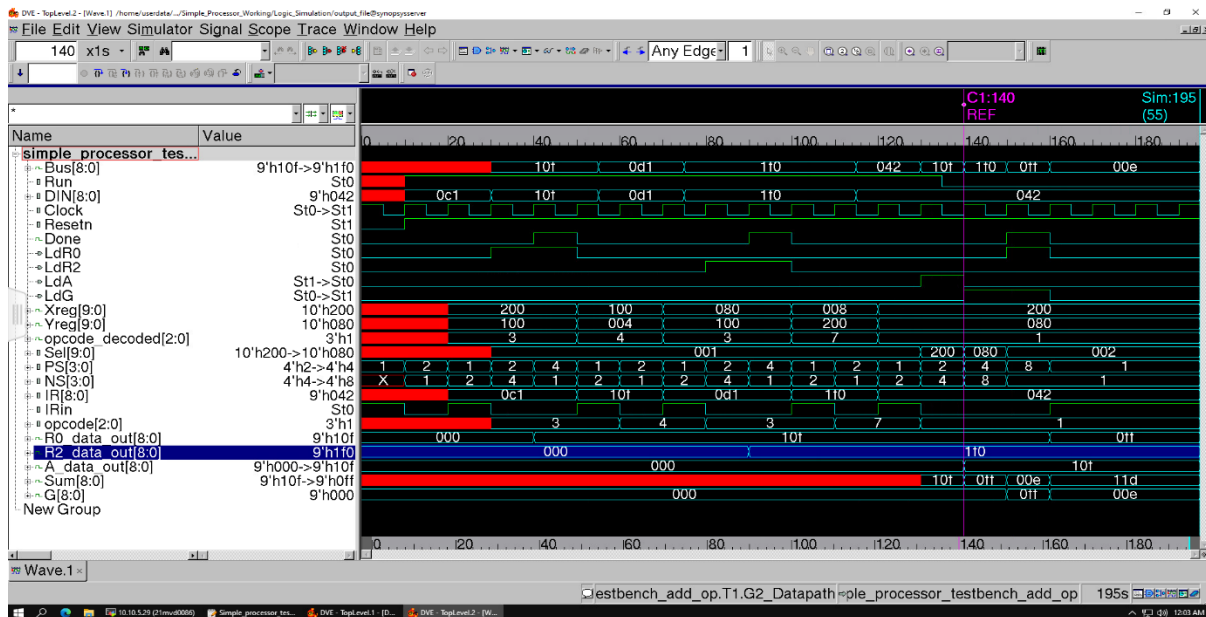 DVE - TopLevel.2 - [Wave.1] /home/userdata/.../Simple_Processor_Working/Logic_Simulation/output_file@synopsysserver
File Edit View Simulator Signal Scope Trace Window Help
140 x1s Any Edge 1
*
C1:140 Sim:195
REF (55)
Name Value
0 20 40 60 80 100 120 140 160 180
simple_processor_tes...
Bus[8:0] 9'h10f->9'h1f0 10f 0d1 1f0 042 10f 1f0 0ff 00e
Run St0
DIN[8:0] 9'h042 0c1 10f 0d1 1f0 042
Clock St0->St1
Resetn St1
Done St0
LdR0 St0
LdR2 St0
LdA St1->St0
LdG St0->St1
Xreg[9:0] 10'h200 200 100 080 008 200
Yreg[9:0] 10'h080 100 004 100 200 080
opcode_decoded[2:0] 3'h1 3 4 3 7 1
Sel[9:0] 10'h200->10'h080 001 200 080 002
PS[3:0] 4'h2->4'h4 1 2 1 2 4 1 2 1 2 4 1 2 1 2 4 8 1
NS[3:0] 4'h4->4'h8 X 1 2 4 1 2 1 2 4 1 2 1 2 4 8 1
IR[8:0] 9'h042 0c1 10f 0d1 1f0 042
IRin St0
opcode[2:0] 3'h1 3 4 3 7 1
R0_data_out[8:0] 9'h10f 000 10f 0ff
R2_data_out[8:0] 9'h1f0 000 1f0
A_data_out[8:0] 9'h000->9'h10f 000 10f
Sum[8:0] 9'h10f->9'h0ff 10f 0ff 00e 11d
G[8:0] 9'h000 000 0ff 00e
New Group
0 20 40 60 80 100 120 140 160 180
Wave.1
estbench_add_op.T1.G2_Datapath ple_processor_testbench_add_op 195s
10.10.5.29 (21mvd0086) Simple_processor_tes... DVE - TopLevel.1 - [D... DVE - TopLevel.2 - [W... 12:03 AM